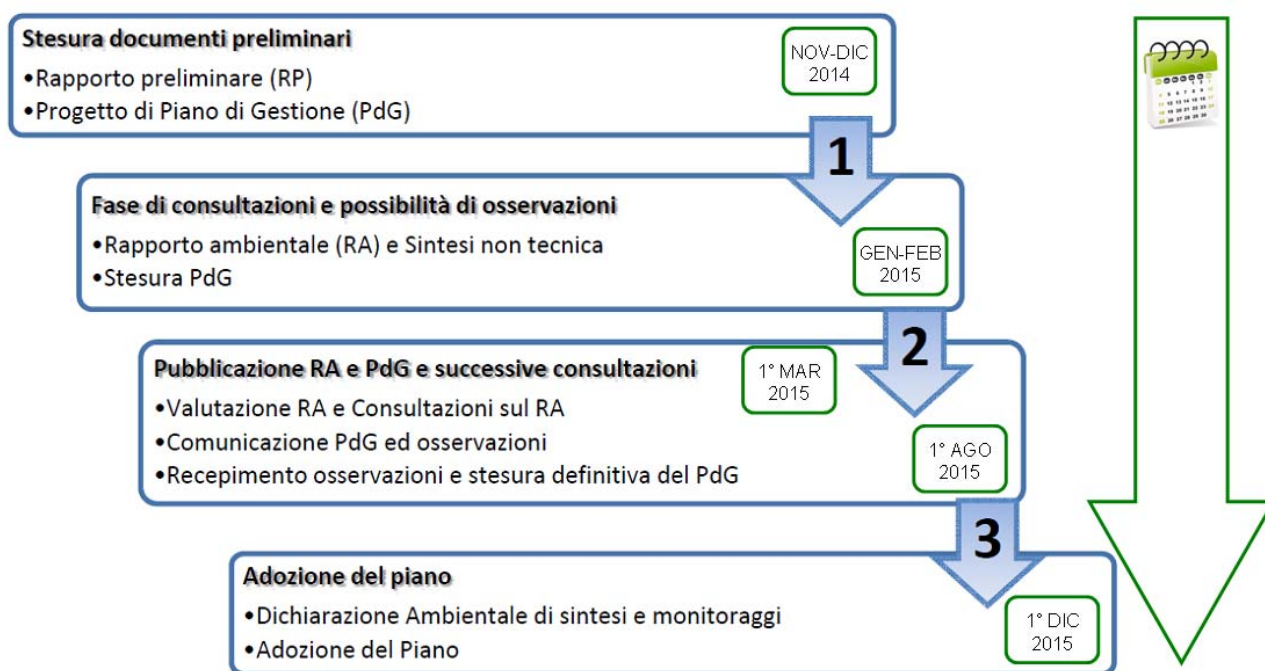 Stesura documenti preliminari
•Rapporto preliminare (RP)
•Progetto di Piano di Gestione (PdG)
NOV-DIC
2014
1
Fase di consultazioni e possibilità di osservazioni
•Rapporto ambientale (RA) e Sintesi non tecnica
•Stesura PdG
GEN-FEB
2015
2
Pubblicazione RA e PdG e successive consultazioni
1° MAR
2015
•Valutazione RA e Consultazioni sul RA
•Comunicazione PdG ed osservazioni
•Recepimento osservazioni e stesura definitiva del PdG
1° AGO
2015
3
Adozione del piano
•Dichiarazione Ambientale di sintesi e monitoraggi
•Adozione del Piano
1° DIC
2015